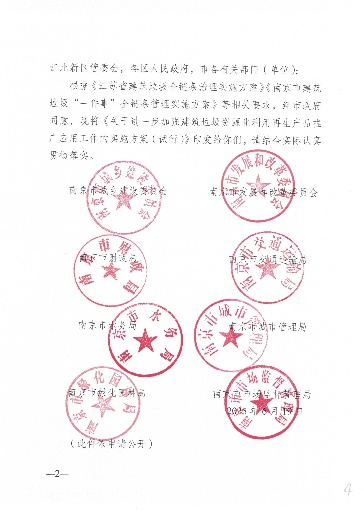 江北新区管委会，各区人民政府，市各有关部门（单位）：
根据《江苏省建筑垃圾全链条治理实施方案》《南京市建筑
垃圾"一件事"全链条管理实施方案》等相关要求，经市政府
同意，现将《关于进一步加强建筑垃圾资源化利用再生产品推
广应用工作的实施方案（试行）》印发给你们，请结合实际认真
贯彻落实。
南京市城乡建设委员会
南京市发展和改革委员会
南京市财政局
南京市交通运输局
南京市水务局
南京市城市管理局
南京市绿化园林局
南京市市场监督管理局
2025年6月
（此件依申请公开）
—2—
4